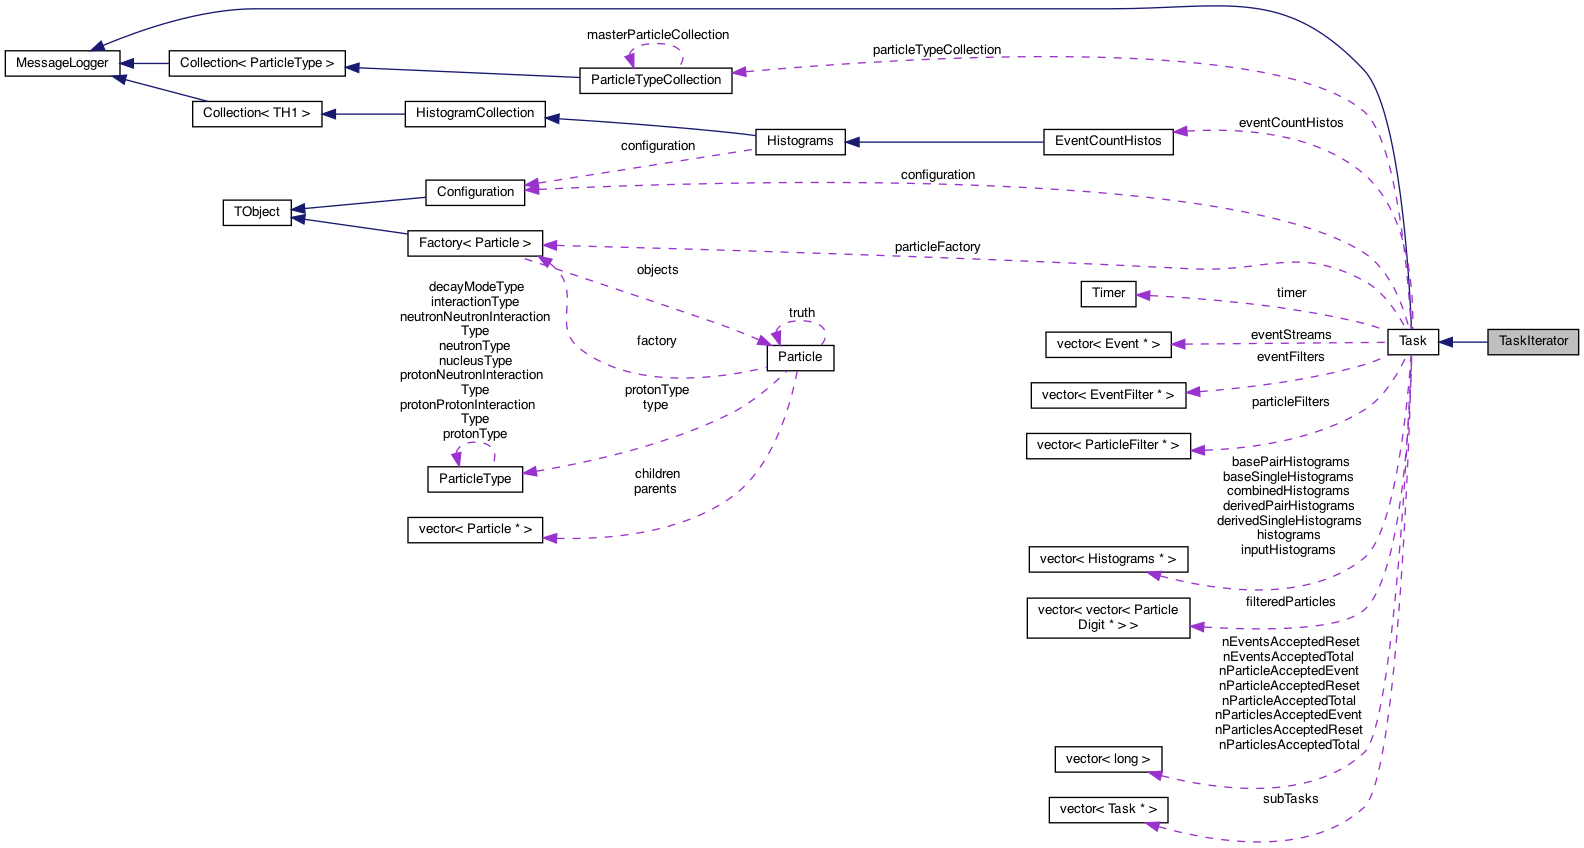 masterParticleCollection
particleTypeCollection
MessageLogger
Collection< ParticleType >
ParticleTypeCollection
Collection< TH1 >
HistogramCollection
eventCountHistos
Histograms
EventCountHistos
configuration
configuration
Configuration
TObject
Factory< Particle >
particleFactory
objects
decayModeType
interactionType
neutronNeutronInteraction
Type
neutronType
nucleusType
protonNeutronInteraction
Type
protonProtonInteraction
Type
protonType
Timer
timer
truth
factory
Particle
vector< Event * >
eventStreams
Task
TaskIterator
eventFilters
protonType
type
vector< EventFilter * >
particleFilters
vector< ParticleFilter * >
ParticleType
children
parents
vector< Particle * >
basePairHistograms
baseSingleHistograms
combinedHistograms
derivedPairHistograms
derivedSingleHistograms
histograms
inputHistograms
vector< Histograms * >
filteredParticles
vector< vector< Particle
Digit * > >
nEventsAcceptedReset
nEventsAcceptedTotal
nParticleAcceptedEvent
nParticleAcceptedReset
nParticleAcceptedTotal
nParticlesAcceptedEvent
nParticlesAcceptedReset
nParticlesAcceptedTotal
vector< long >
subTasks
vector< Task * >